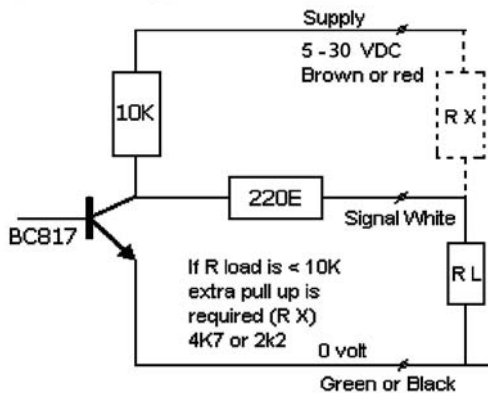 Supply
5 -30 VDC
Brown or red
10K
R X
220E
Signal White
BC817
If R load is < 10K
extra pull up is
required (R X)
4K7 or 2k2
R L
0 volt
Green or Black